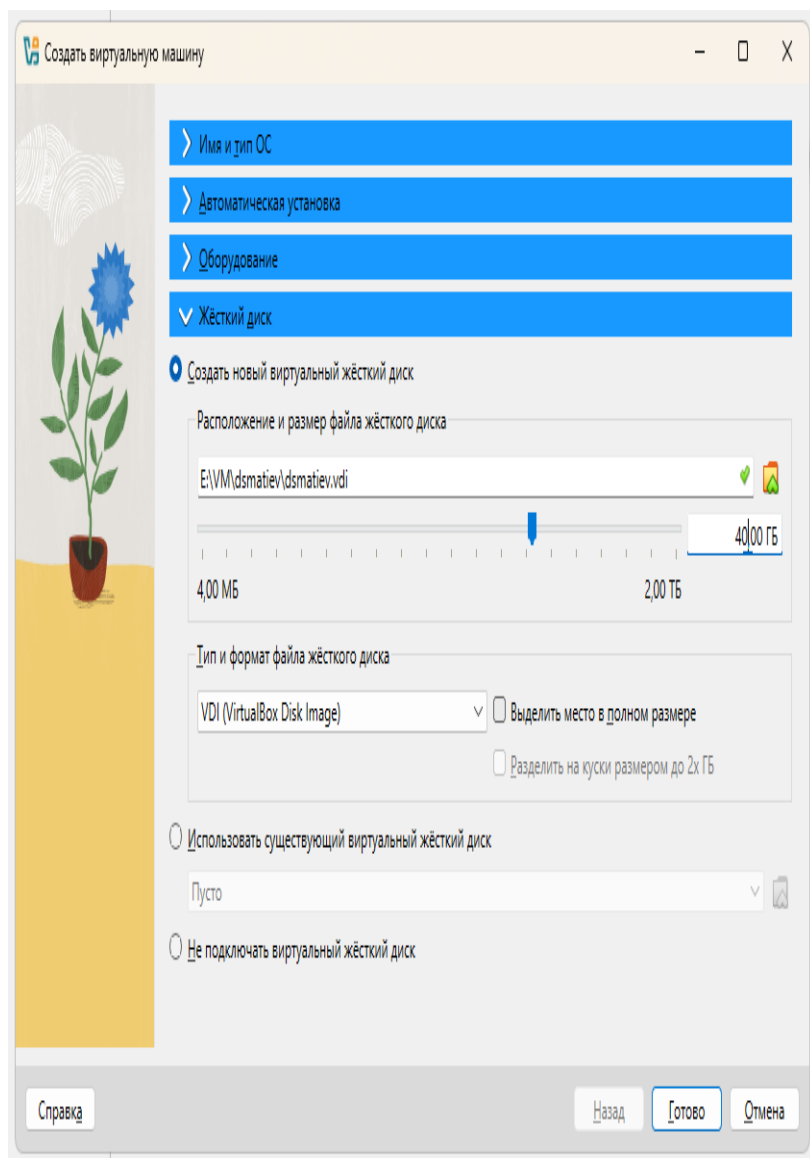 Создать виртуальную машину
Имя и тип ОС
Автоматическая установка
Оборудование
Жёсткий диск
Создать новый виртуальный жёсткий диск
Расположение и размер файла жёсткого диска
E:\VM\dsmatiev\dsmatiev.vdi
40,00 ГБ
4,00 МБ
2,00 ТБ
Тип и формат файла жёсткого диска
VDI (VirtualBox Disk Image)
Выделить место в полном размере
Разделить на куски размером до 2х ГБ
Использовать существующий виртуальный жёсткий диск
Пусто
Не подключать виртуальный жёсткий диск
Справка
Назад
Готово
Отмена